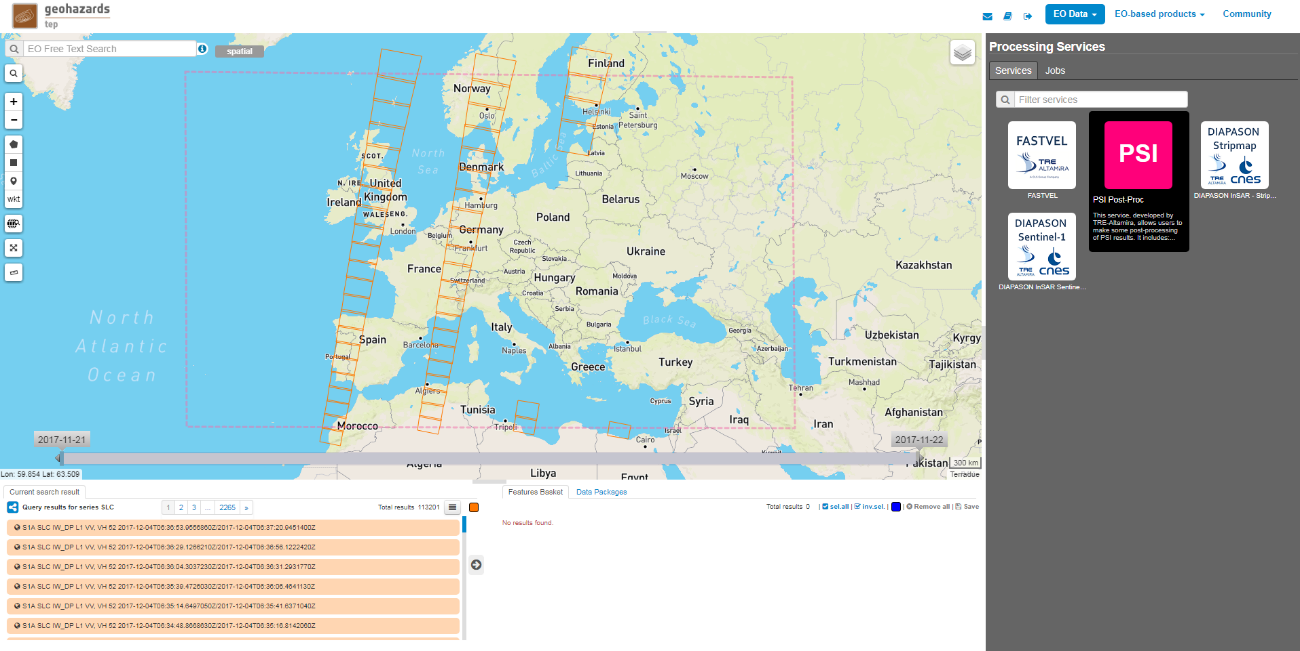 geohazards
tep
EO Data
EO-based products
Community
EO Free Text Search
spatial
+
-
wkt
Finland
Norway
Oslo
Helsinki
Saint
Petersburg
Estonia
Latvia
Lithuania
Baltic Sea
North
Sea
SCOT.
N. IRE
United
Kingdom
Ireland
WALES
ENG.
London
Denmark
Hamburg
Moscow
Belarus
Poland
Germany
Belgium
Frankfurt
Czech
Republic
Slovakia
Ukraine
Kazakhstan
France
Austria
Switzerland
Hungary
Moldova
Romania
Croatia
Serbia
North
Atlantic
Ocean
Black Sea
Italy
Bulgaria
Georgia
Uzbekistan
Kyrgy
Spain
Portugal
Barcelona
Naples
Albania
Istanbul
Azerbaijan
Greece
Turkey
Turkmenistan
Tajikistan
Algiers
Tehran
Mashhad
Tunisia
Cyprus
Syria
Afghanistan
Morocco
Tripoli
Israel
Iraq
Iran
Cairo
2017-11-21
2017-11-22
Algeria
Libya
Egypt
Pakistan
300 km
Lon: 59.854 Lat: 63.509
Terradue
Current search result
Query results for series SLC
1 2 3 ... 2265 »
Total results 113201
S1A SLC IW_DP L1 VV, VH 52 2017-12-04T06:36:53.9666860Z/2017-12-04T06:37:20.9451400Z
S1A SLC IW_DP L1 VV, VH 52 2017-12-04T06:36:29.1266210Z/2017-12-04T06:36:56.1222420Z
S1A SLC IW_DP L1 VV, VH 52 2017-12-04T06:36:04.3037230Z/2017-12-04T06:36:31.2931770Z
S1A SLC IW_DP L1 VV, VH 52 2017-12-04T06:35:39.4726030Z/2017-12-04T06:36:06.4641130Z
S1A SLC IW_DP L1 VV, VH 52 2017-12-04T06:35:14.6497050Z/2017-12-04T06:35:41.6371040Z
S1A SLC IW_DP L1 VV, VH 52 2017-12-04T06:34:48.8668630Z/2017-12-04T06:35:16.8142060Z
Features Basket
Data Packages
Total results 0 | sel.all | inv.sel. | | Remove all | Save
No results found.
Processing Services
Services
Jobs
Filter services
FASTVEL
TRE
ALTAMIRA
FASTVEL
PSI
PSI Post-Proc
This service, developed by
TRE-Altamira, allows users to
make some post-processing
of PSI results. It includes:...
DIAPASON
Stripmap
TRE
ALTAMIRA
cnes
DIAPASON InSAR - Strip...
DIAPASON
Sentinel-1
TRE
ALTAMIRA
cnes
DIAPASON InSAR Sentine...